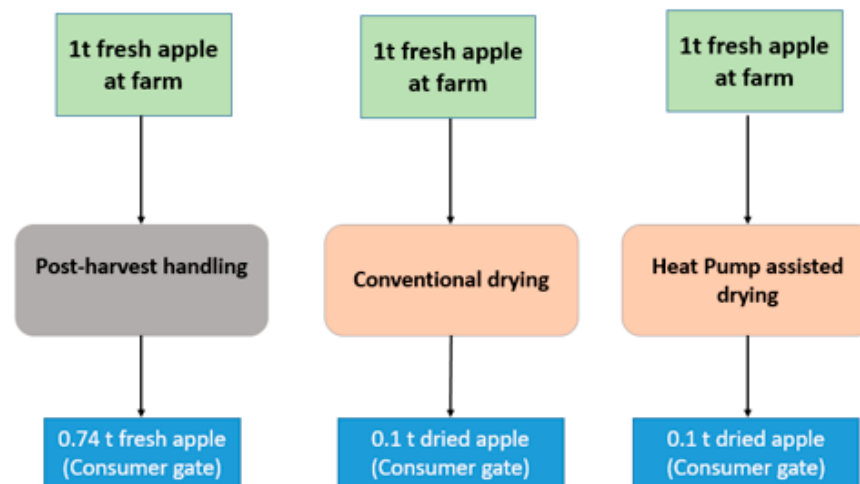 1t fresh apple
at farm
1t fresh apple
at farm
1t fresh apple
at farm
Post-harvest handling
Conventional drying
Heat Pump assisted
drying
0.74 t fresh apple
(Consumer gate)
0.1 t dried apple
(Consumer gate)
0.1 t dried apple
(Consumer gate)